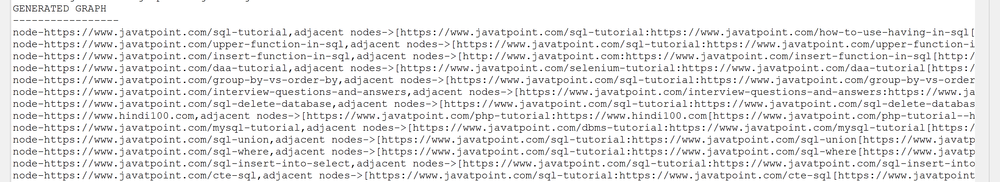 GENERATED GRAPH
-----------------
node-https://www.javatpoint.com/sql-tutorial,adjacent nodes->[https://www.javatpoint.com/sql-tutorial:https://www.javatpoint.com/how-to-use-having-in-sql[
node-https://www.javatpoint.com/upper-function-in-sql,adjacent nodes->[https://www.javatpoint.com/sql-tutorial:https://www.javatpoint.com/upper-function-i
node-https://www.javatpoint.com/insert-function-in-sql,adjacent nodes->[http://www.javatpoint.com:https://www.javatpoint.com/insert-function-in-sql[http:/
node-https://www.javatpoint.com/daa-tutorial,adjacent nodes->[https://www.javatpoint.com/selenium-tutorial:https://www.javatpoint.com/daa-tutorial[https:/
node-https://www.javatpoint.com/group-by-vs-order-by,adjacent nodes->[https://www.javatpoint.com/sql-tutorial:https://www.javatpoint.com/group-by-vs-order
node-https://www.javatpoint.com/interview-questions-and-answers,adjacent nodes->[https://www.javatpoint.com/interview-questions-and-answers:https://www.ja
node-https://www.javatpoint.com/sql-delete-database,adjacent nodes->[https://www.javatpoint.com/sql-tutorial:https://www.javatpoint.com/sql-delete-databas
node-https://www.hindi100.com,adjacent nodes->[https://www.javatpoint.com/php-tutorial:https://www.hindi100.com[https://www.javatpoint.com/php-tutorial--h
node-https://www.javatpoint.com/mysql-tutorial,adjacent nodes->[https://www.javatpoint.com/dbms-tutorial:https://www.javatpoint.com/mysql-tutorial[https:/
node-https://www.javatpoint.com/sql-union,adjacent nodes->[https://www.javatpoint.com/sql-tutorial:https://www.javatpoint.com/sql-union[https://www.javatp
node-https://www.javatpoint.com/sql-where,adjacent nodes->[https://www.javatpoint.com/sql-tutorial:https://www.javatpoint.com/sql-where[https://www.javatp
node-https://www.javatpoint.com/sql-insert-into-select,adjacent nodes->[https://www.javatpoint.com/sql-tutorial:https://www.javatpoint.com/sql-insert-into
node-https://www.javatpoint.com/cte-sql,adjacent nodes->[https://www.javatpoint.com/sql-tutorial:https://www.javatpoint.com/cte-sql[https://www.javatpoint